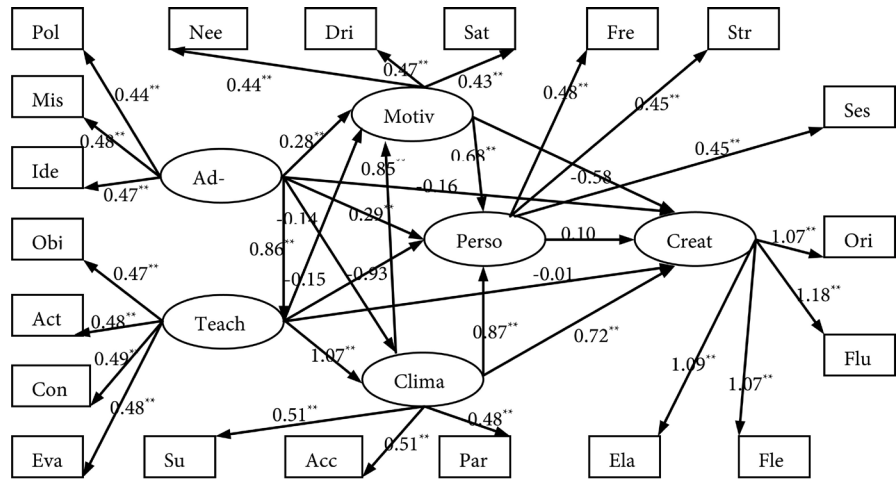 Pol
Nee
Dri
Sat
Fre
Str
0.44**
0.44**
0.47**
0.43**
0.48**
0.45**
Mis
Motiv
Ses
0.48**
0.28**
0.85**
0.68**
0.45**
Ide
Ad-
-0.16
-0.58
0.47**
-0.14
0.29**
Obj
Perso
0.10
Creat
1.07**
Ori
0.86**
0.47**
-0.15
-0.93
-0.01
1.18**
Act
0.48**
Teach
0.87**
0.72**
Flu
0.49*
1.07**
1.09**
1.07**
Con
Clima
0.48**
0.51**
0.51**
0.48**
Eva
Su
Acc
Par
Ela
Fle